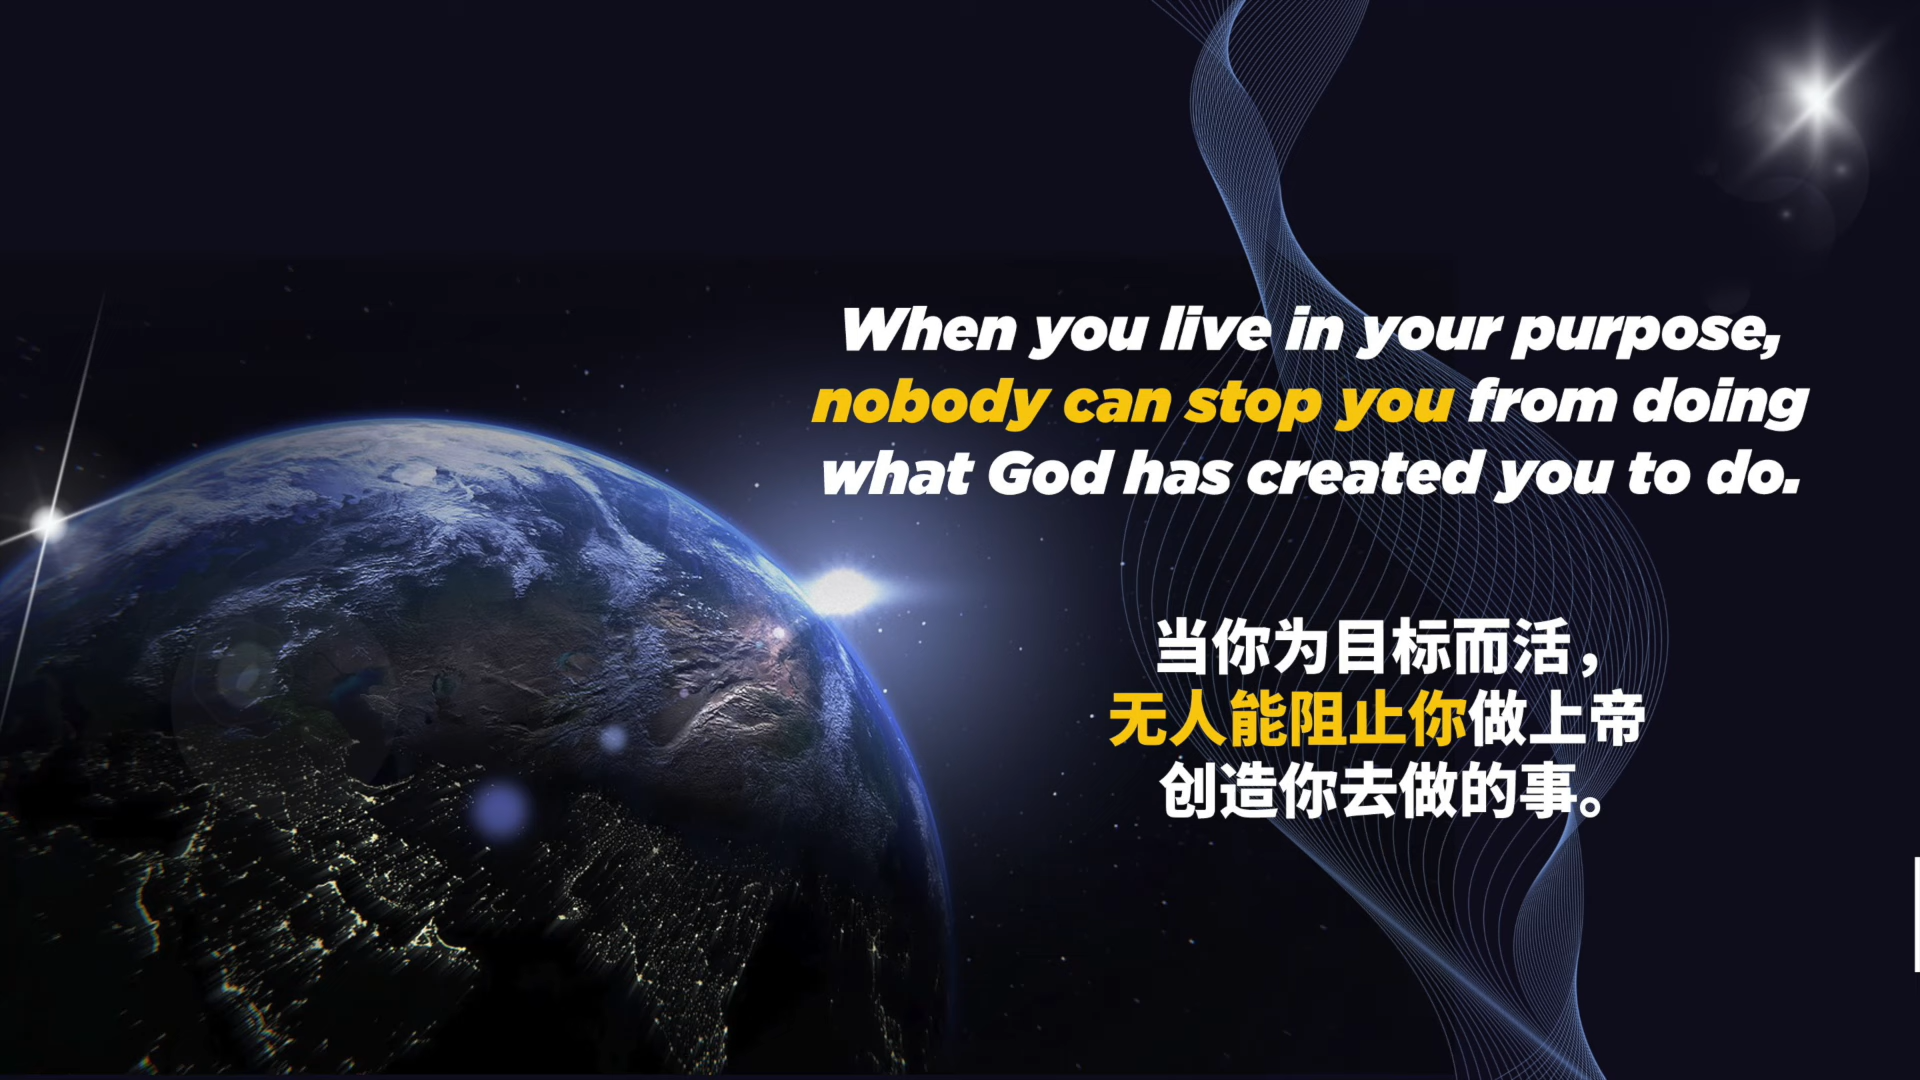 When you live in your purpose,
nobody can stop you from doing
what God has created you to do.
当你为目标而活，
无人能阻止你做上帝
创造你去做的事。